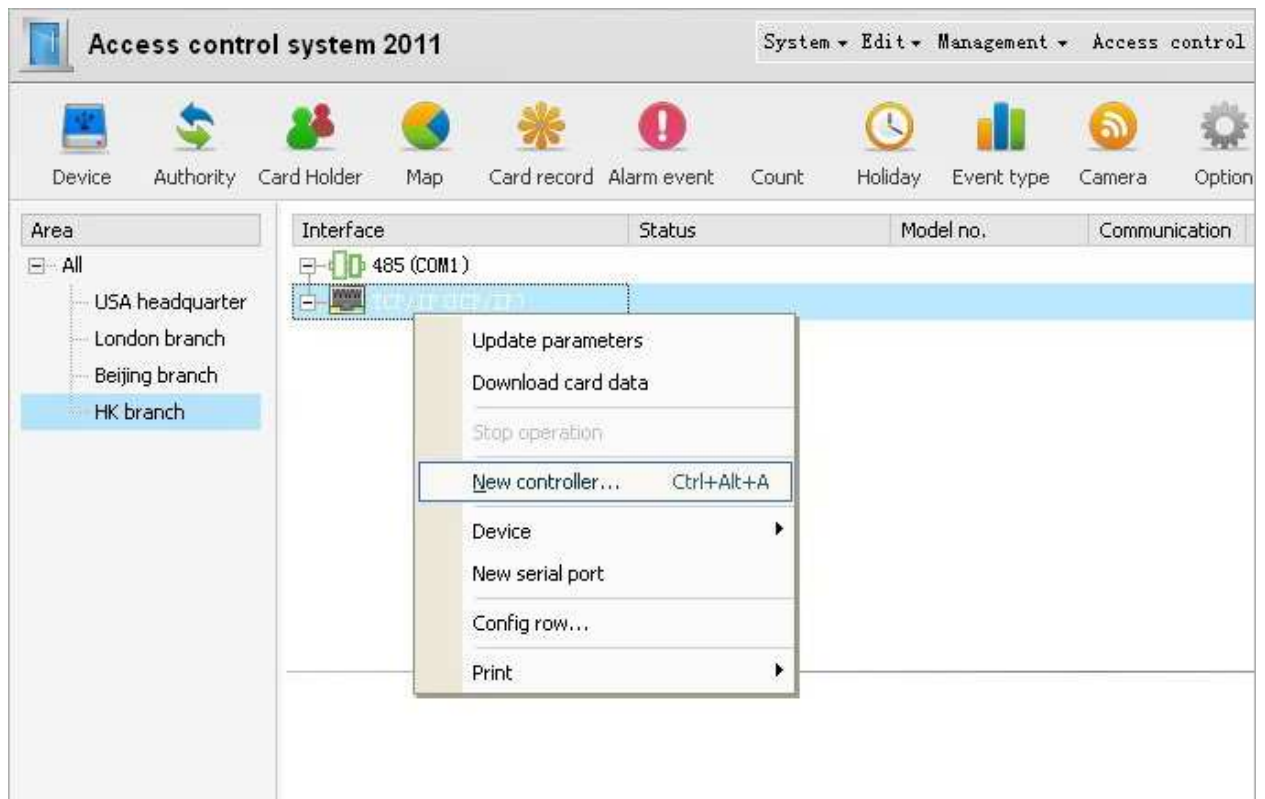 Access control system 2011
System Edit Management Access control
Device Authority Card Holder Map Card record Alarm event Count Holiday Event type Camera Option
Area
All
USA headquarter
London branch
Beijing branch
HK branch
Interface Status Model no. Communication
485 (COM1)
Update parameters
Download card data
Stop operation
New controller... Ctrl+Alt+A
Device
New serial port
Config row...
Print